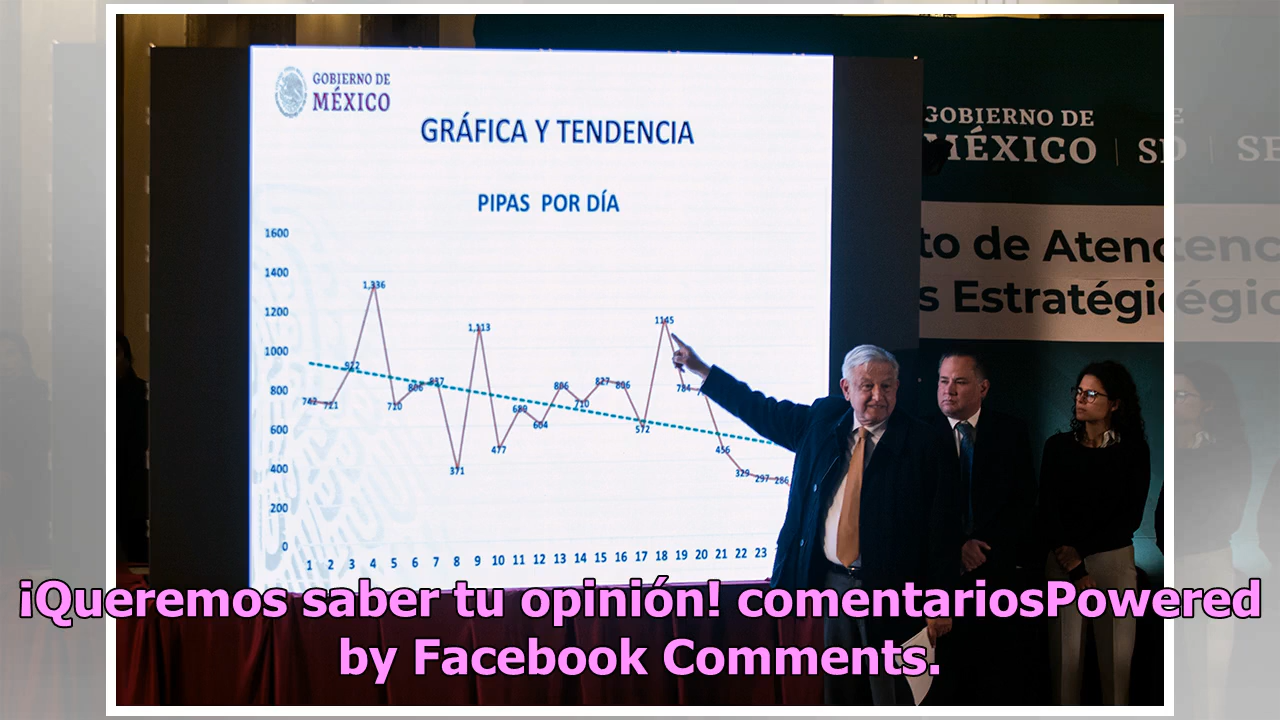 GOBIERNO DE
MÉXICO
GRÁFICA Y TENDENCIA
PIPAS POR DÍA
1600
1400
1200
1000
800
600
400
200
0
742
721
922
1,336
710
806
837
371
1,113
477
689
604
806
710
827
806
572
1145
784
456
329
297
286
1 2 3 4 5 6 7 8 9 10 11 12 13 14 15 16 17 18 19 20 21 22 23
GOBIERNO DE
MÉXICO
to de Atenc
s Estratégi
¡Queremos saber tu opinión! comentariosPowered
by Facebook Comments.